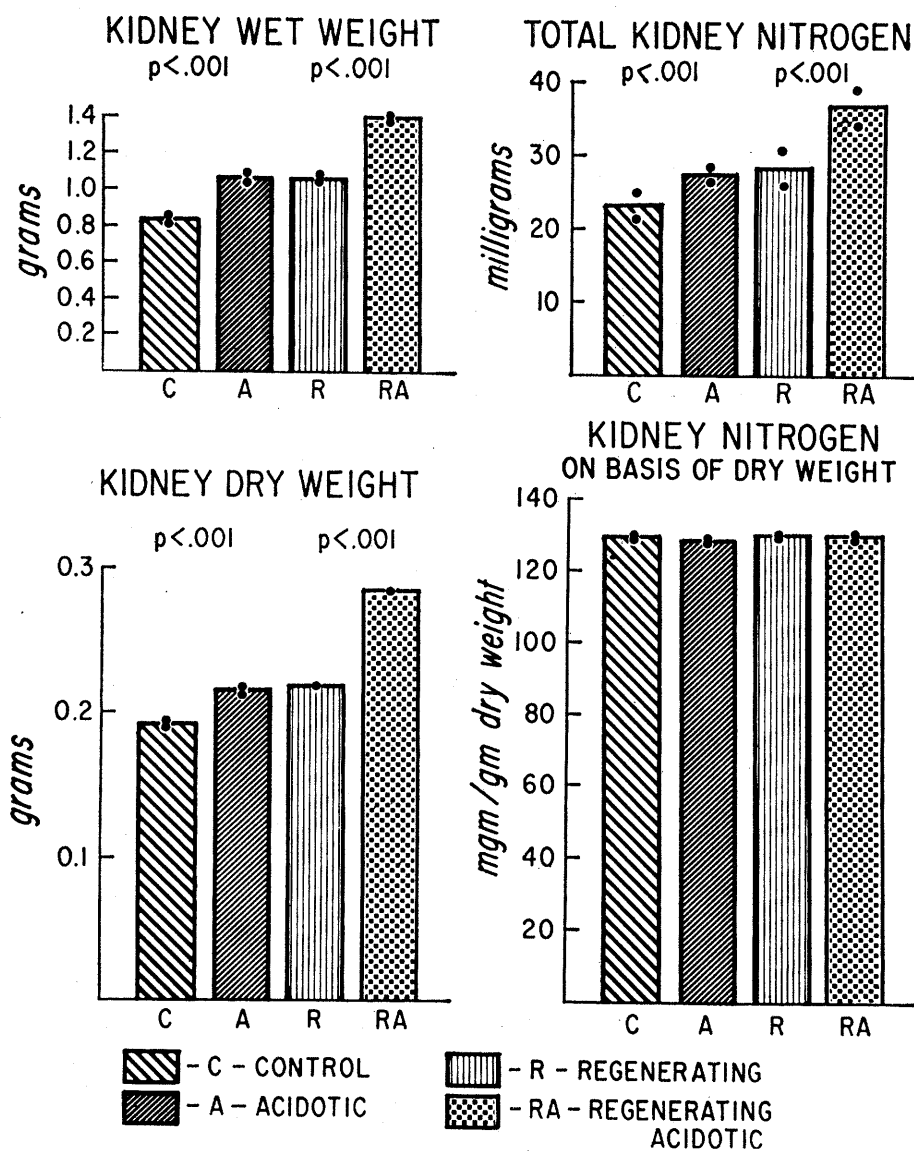 KIDNEY WET WEIGHT
p<.001 p<.001
1.4
1.2
1.0
0.8
0.6
0.4
0.2
grams
C A R RA
TOTAL KIDNEY NITROGEN
p<.001 p<.001
40
30
20
10
milligrams
C A R RA
KIDNEY DRY WEIGHT
p<.001 p<.001
0.3
0.2
0.1
grams
C A R RA
KIDNEY NITROGEN
ON BASIS OF DRY WEIGHT
140
120
100
80
60
40
20
mgm/gm dry weight
C A R RA
- C - CONTROL
- A - ACIDOTIC
- R - REGENERATING
- RA - REGENERATING
ACIDOTIC